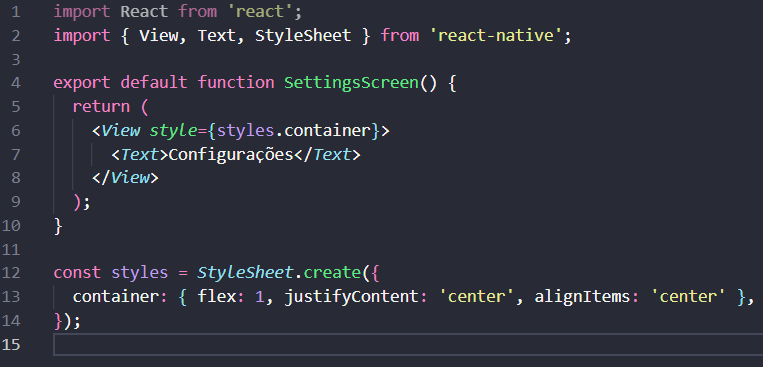 1 import React from 'react';
2 import { View, Text, StyleSheet } from 'react-native';
3
4 export default function SettingsScreen() {
5   return (
6     <View style={styles.container}>
7       <Text>Configurações</Text>
8     </View>
9   );
10 }
11
12 const styles = StyleSheet.create({
13   container: { flex: 1, justifyContent: 'center', alignItems: 'center' },
14 });
15